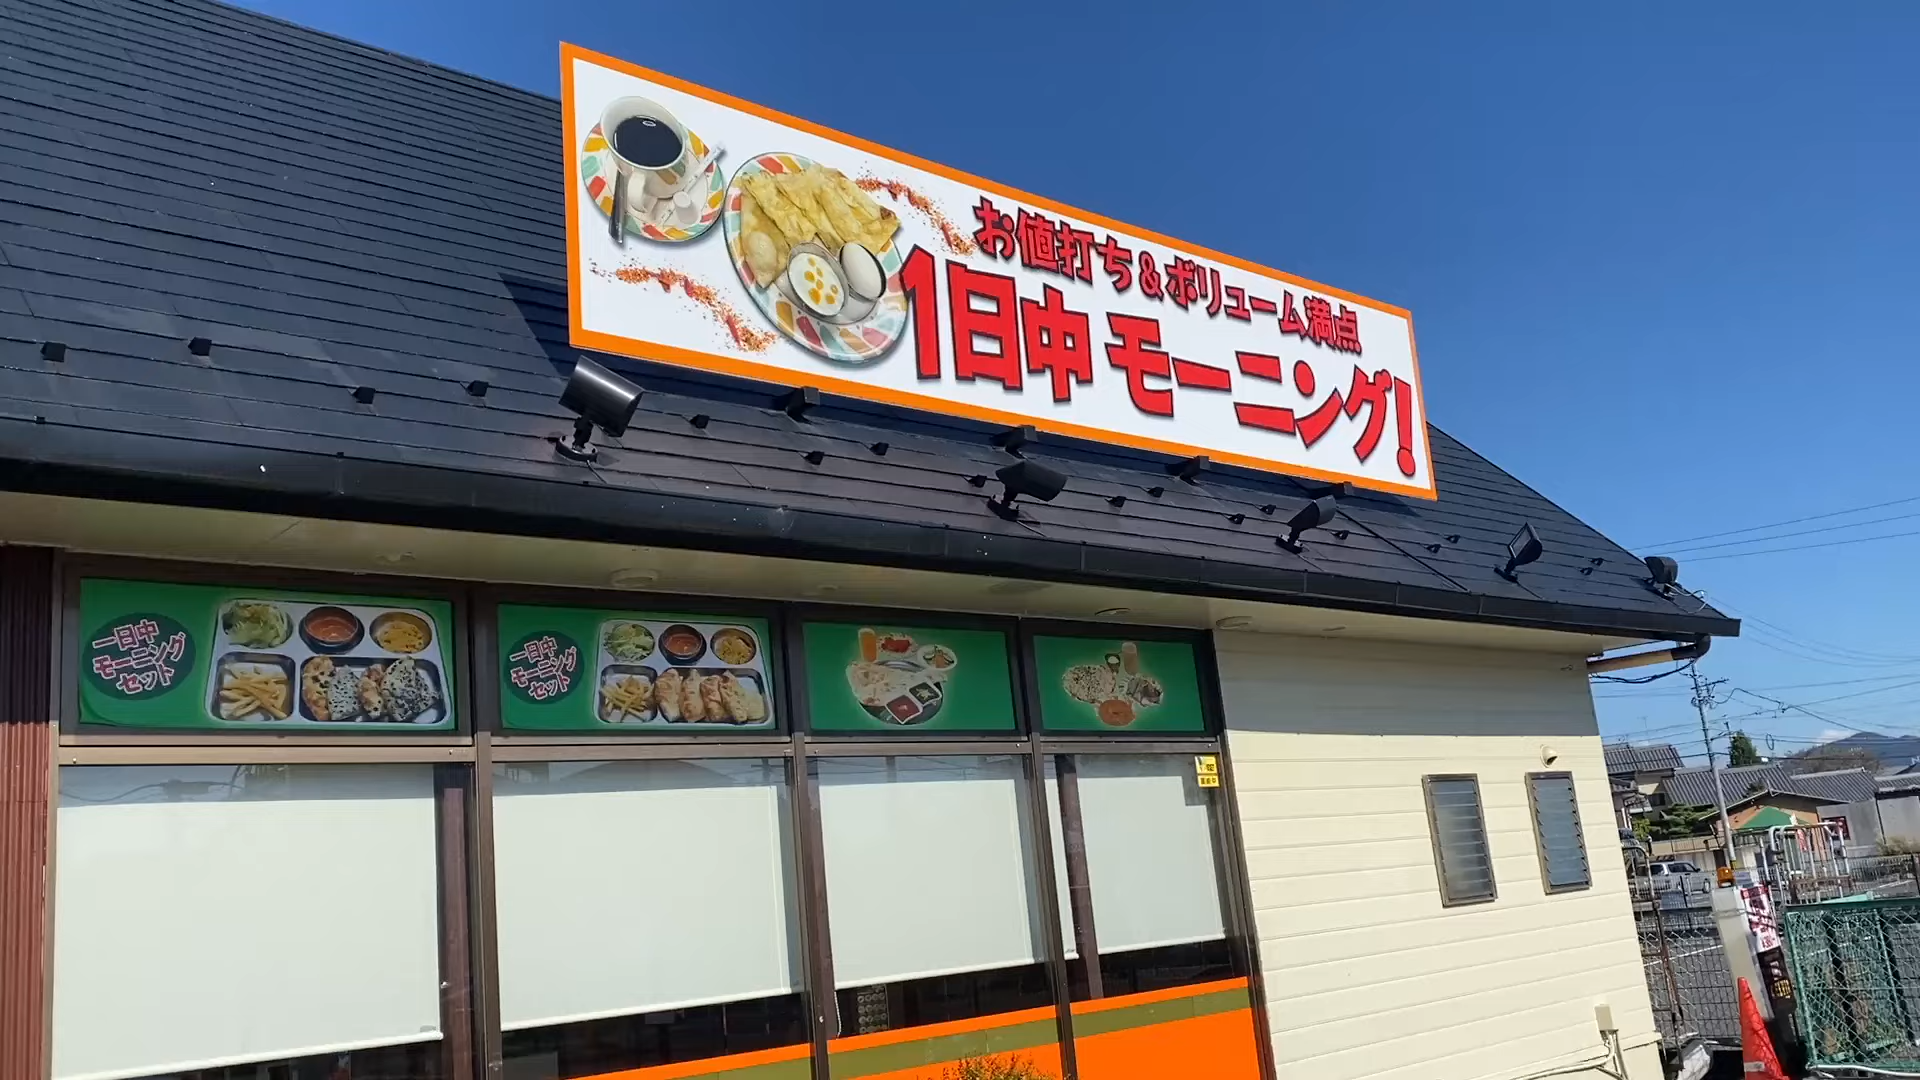 お値打ち&ボリューム満点
1日中 モーニング!
一日中
モーニング
セット
一日中
モーニング
セット